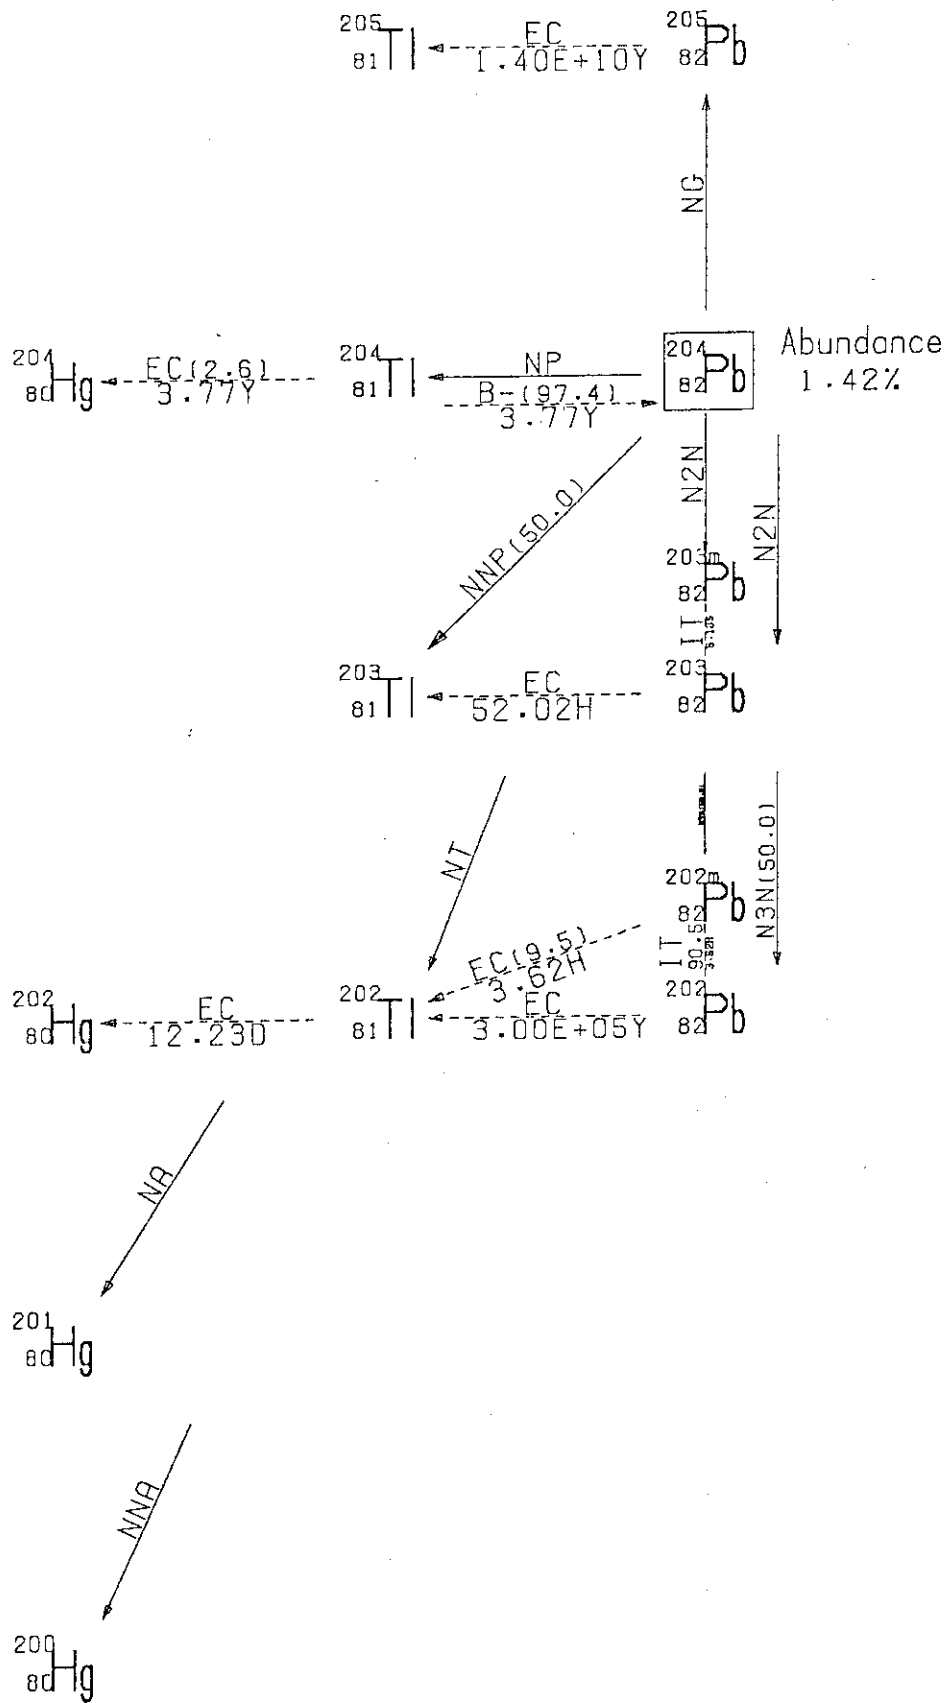 205 81 Tl EC 1.40E+10Y 205 82 Pb
NG
204 80 Hg EC(2.6) 3.77Y 204 81 Tl NP B-(97.4) 3.77Y 204 82 Pb Abundance 1.42%
NNP(50.0)
N2N
N2N
203m 82 Pb
IT
203 81 Tl EC 52.02H 203 82 Pb
NT
N3N(50.0)
202m 82 Pb
EC(9.5) 3.62H
IT 90.5 3.62H
202 80 Hg EC 12.23D 202 81 Tl EC 3.00E+05Y 202 82 Pb
NA
201 80 Hg
NNA
200 80 Hg